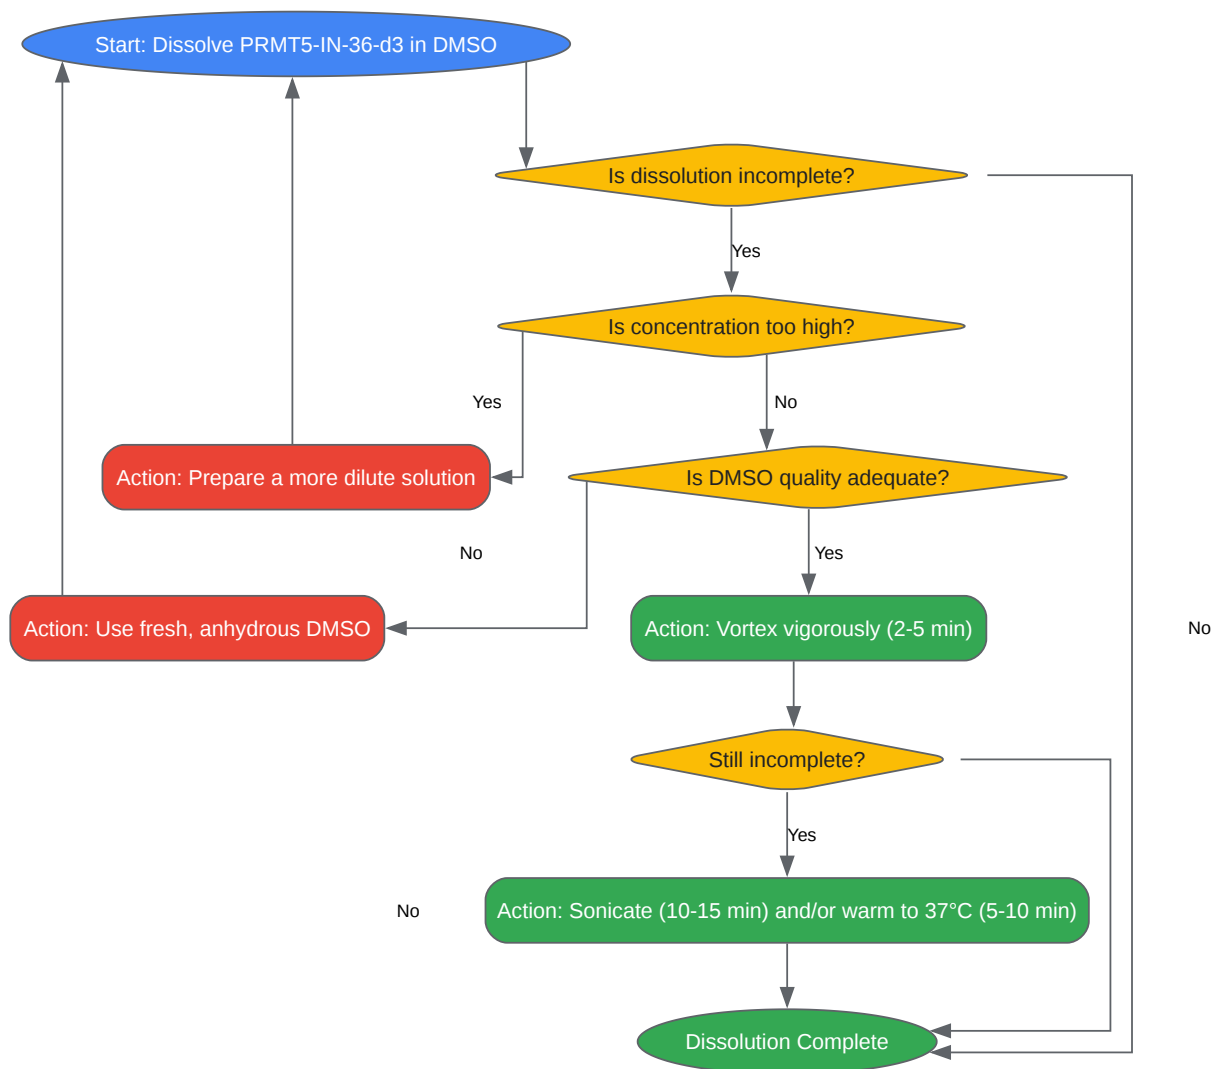 Start: Dissolve PRMT5-IN-36-d3 in DMSO
Is dissolution incomplete?
Yes
Is concentration too high?
Yes
No
Action: Prepare a more dilute solution
Is DMSO quality adequate?
No
Yes
Action: Use fresh, anhydrous DMSO
Action: Vortex vigorously (2-5 min)
No
Still incomplete?
Yes
No
Action: Sonicate (10-15 min) and/or warm to 37°C (5-10 min)
Dissolution Complete